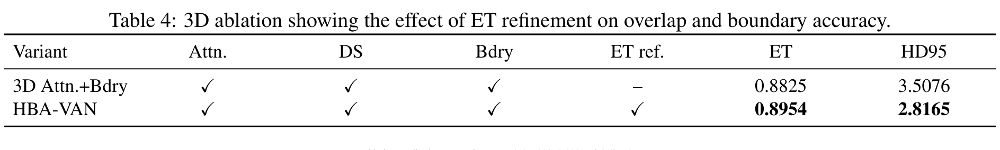 Table 4: 3D ablation showing the effect of ET refinement on overlap and boundary accuracy.
Variant Attn. DS Bdry ET ref. ET HD95
3D Attn.+Bdry ✓ ✓ ✓ – 0.8825 3.5076
HBA-VAN ✓ ✓ ✓ ✓ 0.8954 2.8165